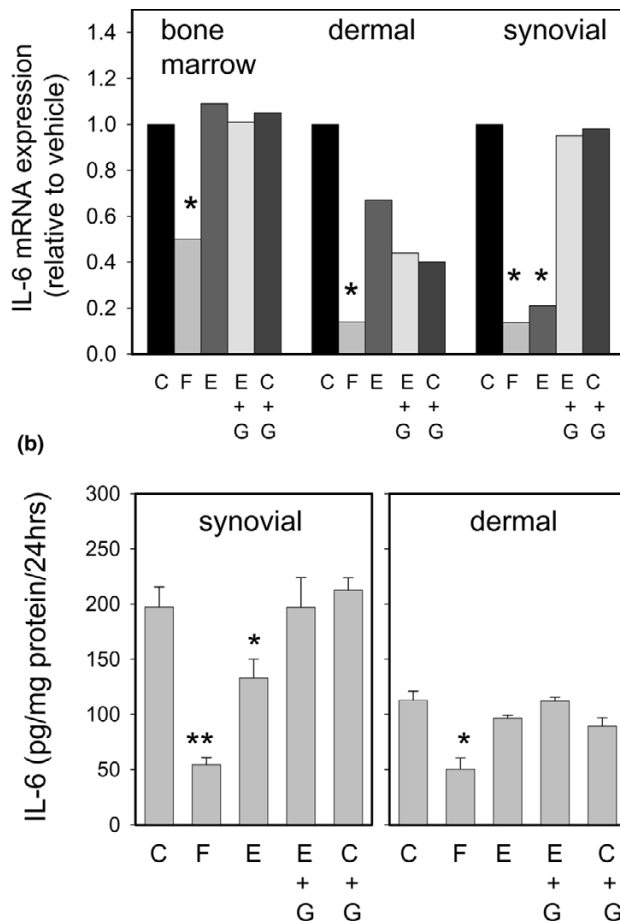 bone marrow dermal synovial
IL-6 mRNA expression
(relative to vehicle)
1.4
1.2
1.0
0.8
0.6
0.4
0.2
0.0
*
*
* *
C F E E + G C + G
C F E E + G C + G
C F E E + G C + G
(b)
IL-6 (pg/mg protein/24hrs)
300
250
200
150
100
50
0
synovial
**
*
C F E E + G C + G
dermal
*
C F E E + G C + G